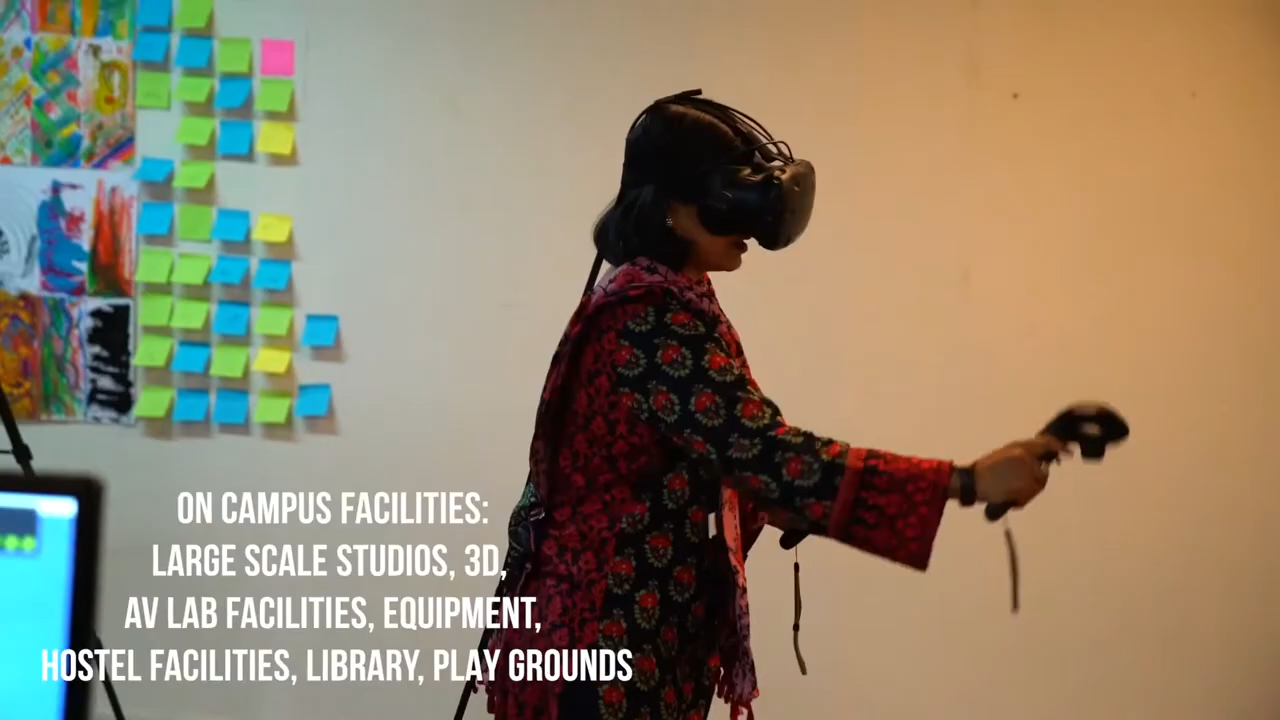 ON CAMPUS FACILITIES:
LARGE SCALE STUDIOS, 3D,
AV LAB FACILITIES, EQUIPMENT,
HOSTEL FACILITIES, LIBRARY, PLAY GROUNDS